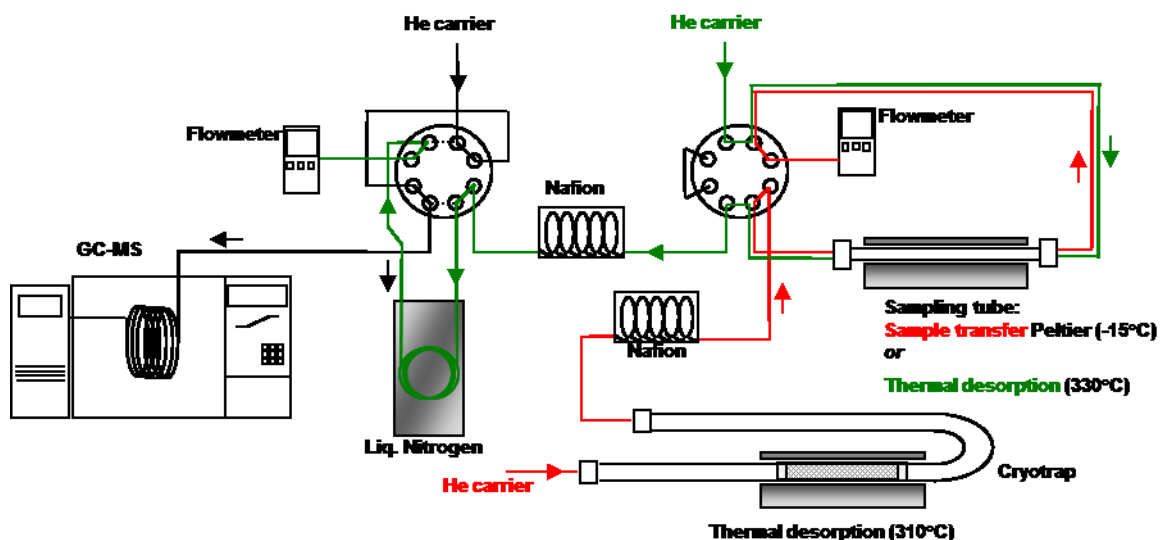 He carrier
He carrier
Flowmeter
Flowmeter
Nafion
GC-MS
Nafion
Sampling tube:
Sample transfer Peltier (-15°C)
or
Thermal desorption (330°C)
Liq. Nitrogen
He carrier
Cryotrap
Thermal desorption (310°C)